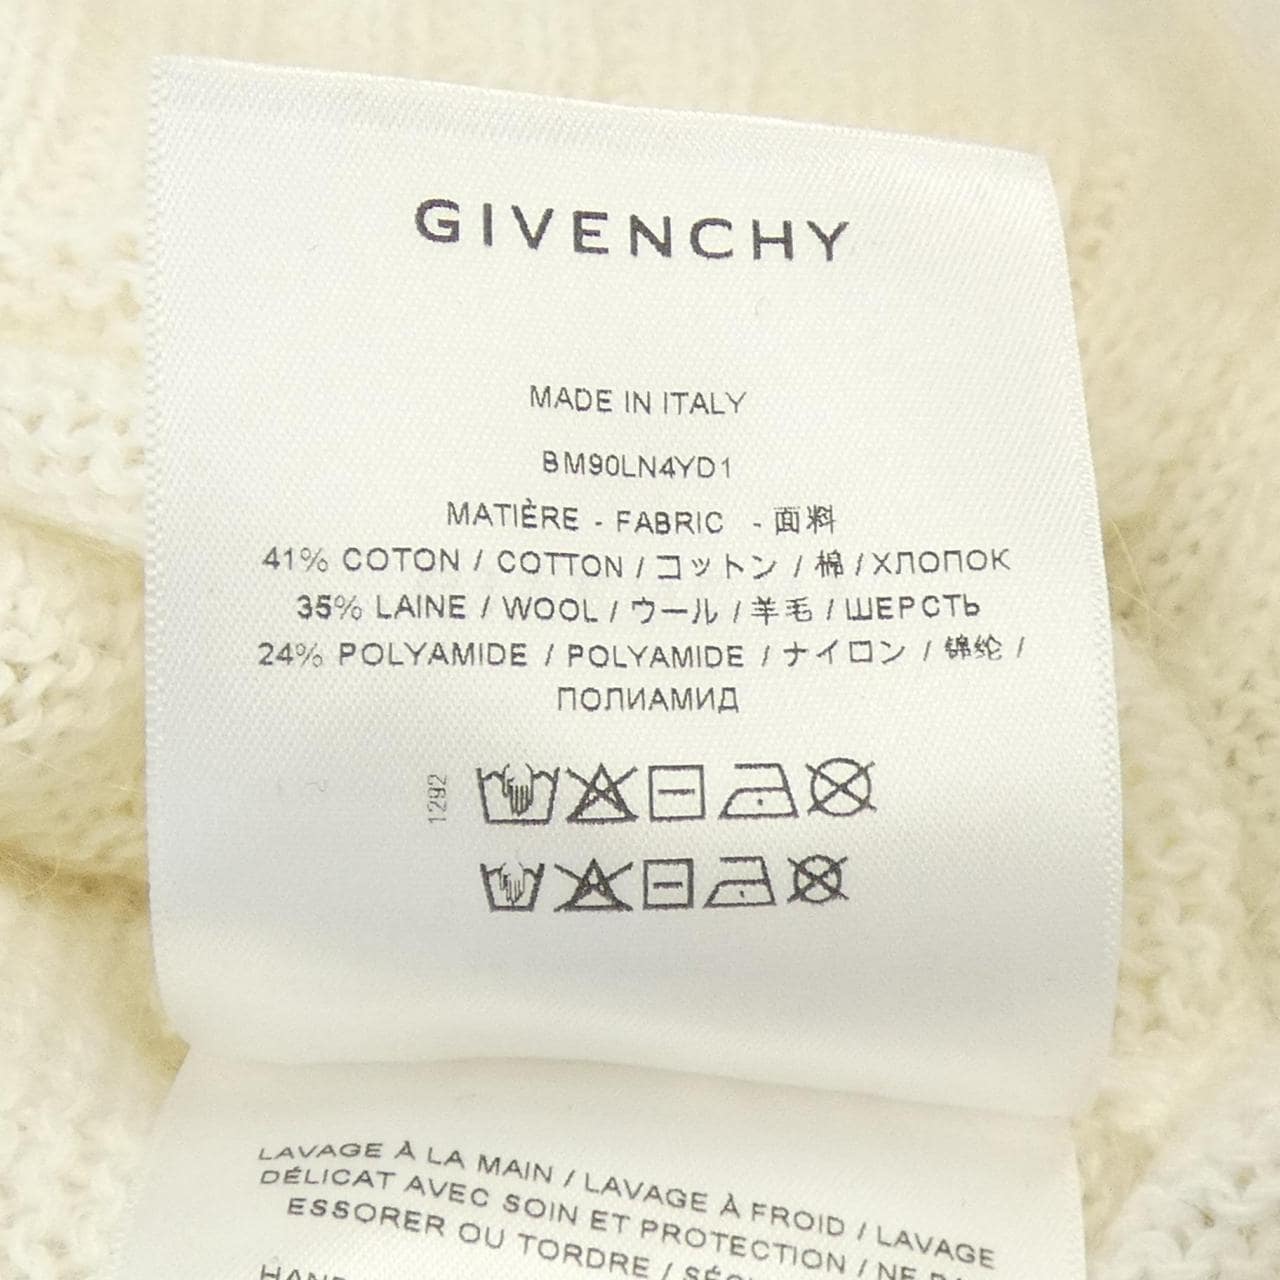 GIVENCHY
MADE IN ITALY
BM90LN4YD1
MATIÈRE - FABRIC - 面料
41% COTON / COTTON / コットン / 棉 / ХЛОПОК
35% LAINE / WOOL / ウール / 羊毛 / ШЕРСТЬ
24% POLYAMIDE / POLYAMIDE / ナイロン / 锦纶 /
ПОЛИАМИД
1292
LAVAGE À LA MAIN / LAVAGE À FROID / LAVAGE
DÉLICAT AVEC SOIN ET PROTECTION / NE
ESSORER OU TORDRE /